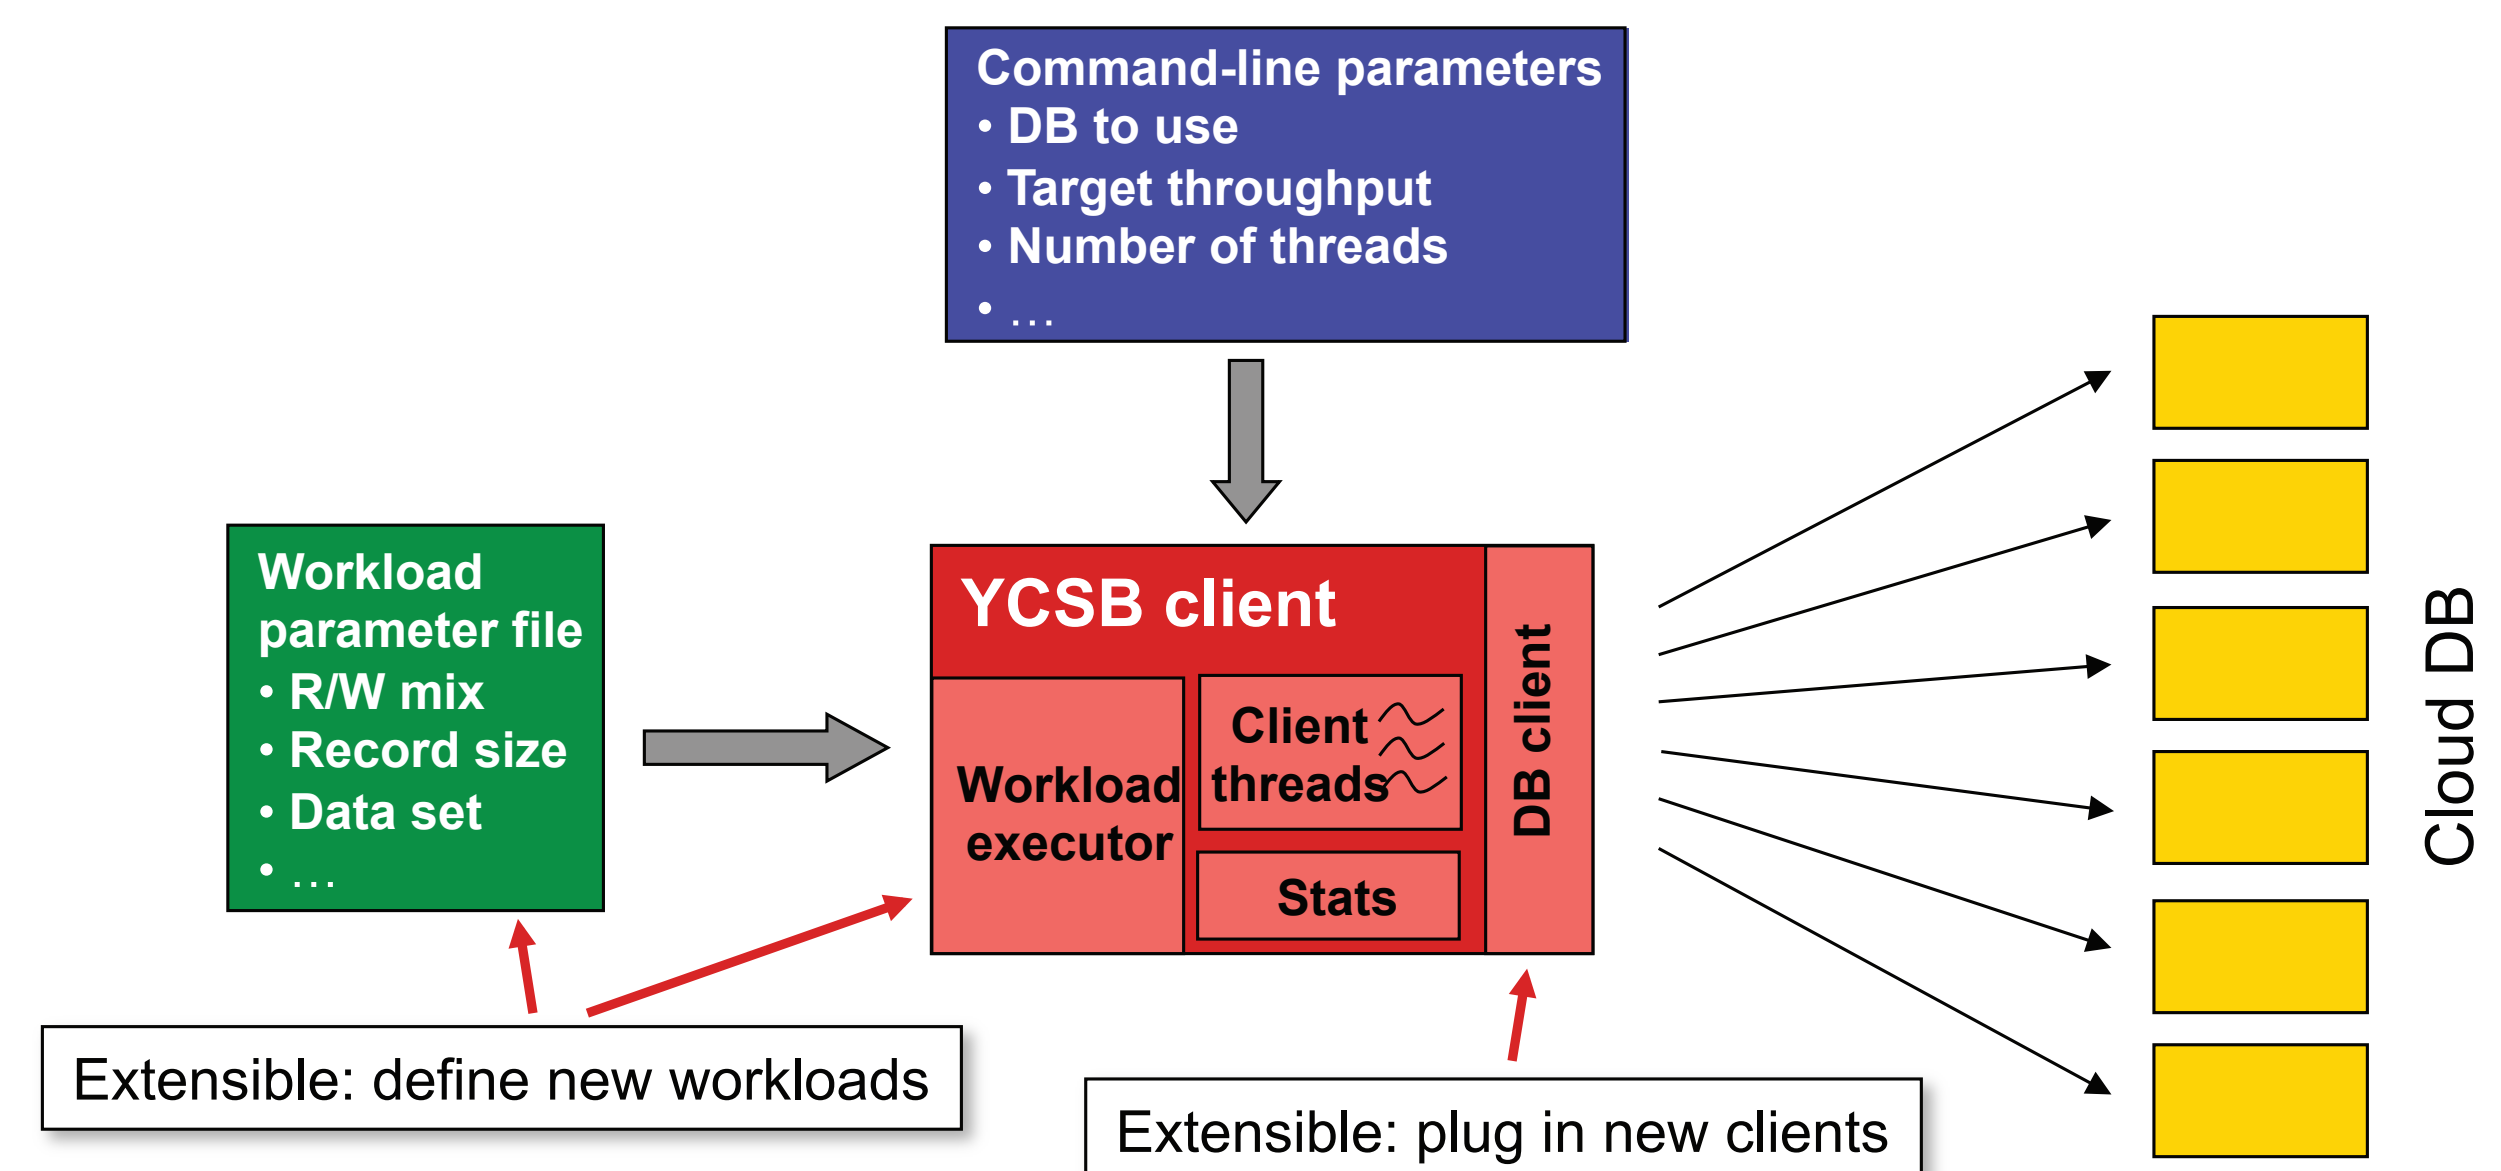 Command-line parameters
• DB to use
• Target throughput
• Number of threads
• …
Workload
parameter file
• R/W mix
• Record size
• Data set
• …
YCSB client
Workload
executor
Client
threads
Stats
DB client
Cloud DB
Extensible: define new workloads
Extensible: plug in new clients